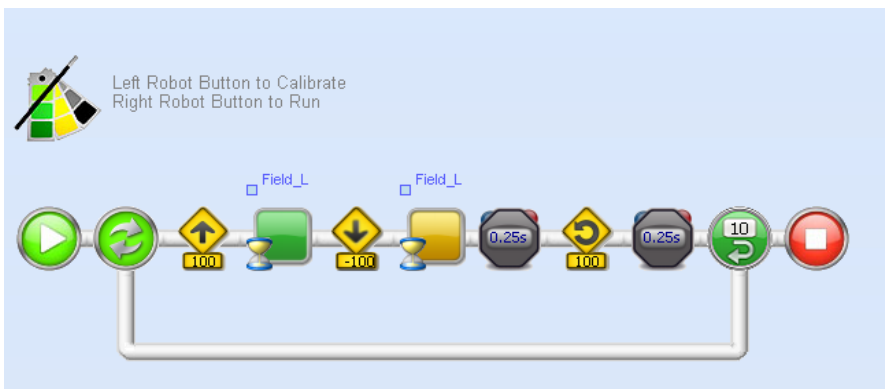 Left Robot Button to Calibrate
Right Robot Button to Run
Field_L
Field_L
100
-100
0.25s
100
0.25s
10